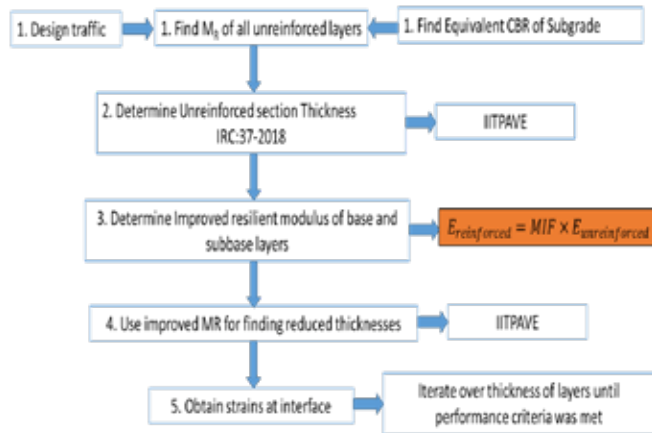 1. Design traffic
1. Find MR of all unreinforced layers
1. Find Equivalent CBR of Subgrade
2. Determine Unreinforced section Thickness
IRC:37-2018
IITPAVE
3. Determine Improved resilient modulus of base and
subbase layers
E_reinforced = MIF × E_unreinforced
4. Use improved MR for finding reduced thicknesses
IITPAVE
5. Obtain strains at interface
Iterate over thickness of layers until
performance criteria was met